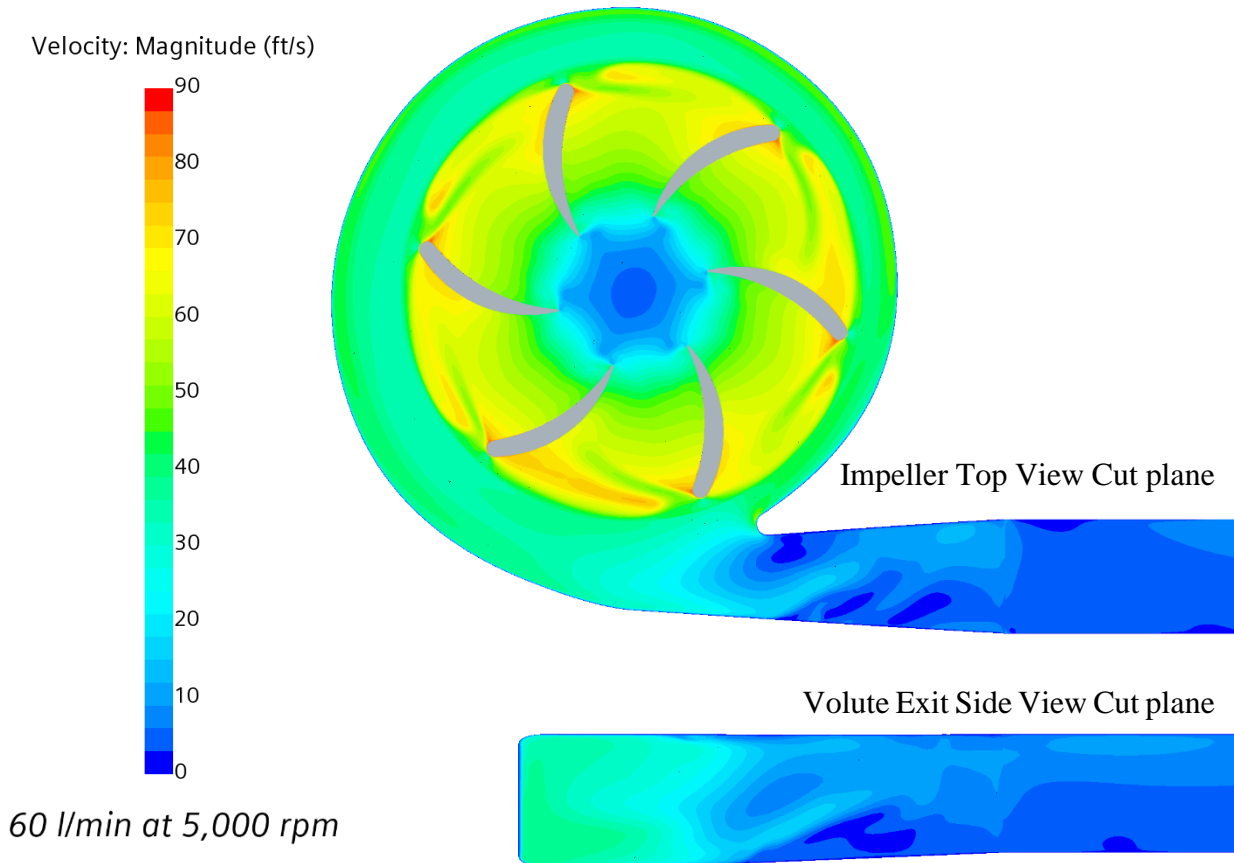 Velocity: Magnitude (ft/s)
90
80
70
60
50
40
30
20
10
0
Impeller Top View Cut plane
Volute Exit Side View Cut plane
60 l/min at 5,000 rpm